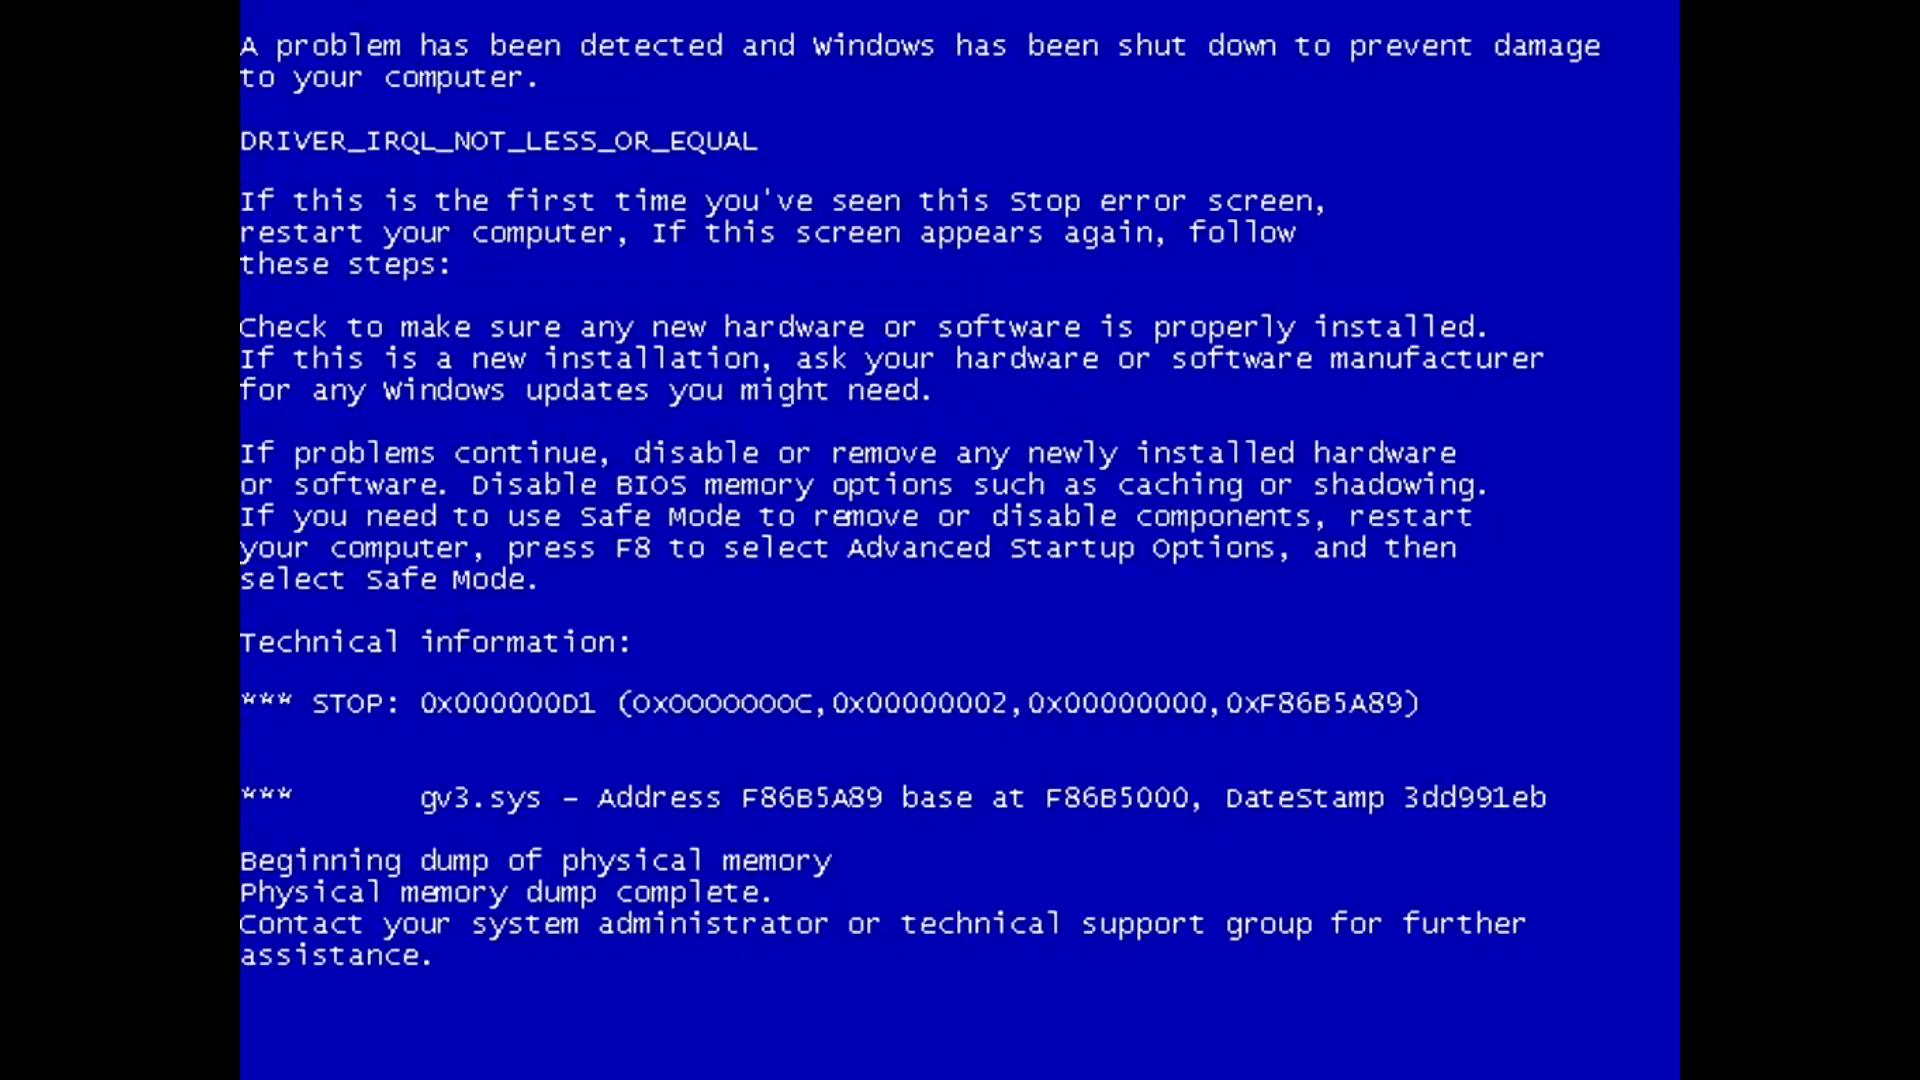 A problem has been detected and Windows has been shut down to prevent damage
to your computer.
DRIVER_IRQL_NOT_LESS_OR_EQUAL
If this is the first time you've seen this Stop error screen,
restart your computer, If this screen appears again, follow
these steps:
Check to make sure any new hardware or software is properly installed.
If this is a new installation, ask your hardware or software manufacturer
for any Windows updates you might need.
If problems continue, disable or remove any newly installed hardware
or software. Disable BIOS memory options such as caching or shadowing.
If you need to use Safe Mode to remove or disable components, restart
your computer, press F8 to select Advanced Startup Options, and then
select Safe Mode.
Technical information:
*** STOP: 0x000000D1 (OxOOOOOOOC,0x00000002,0x00000000,0xF86B5A89)
*** gv3.sys – Address F86B5A89 base at F86B5000, DateStamp 3dd991eb
Beginning dump of physical memory
Physical memory dump complete.
Contact your system administrator or technical support group for further
assistance.